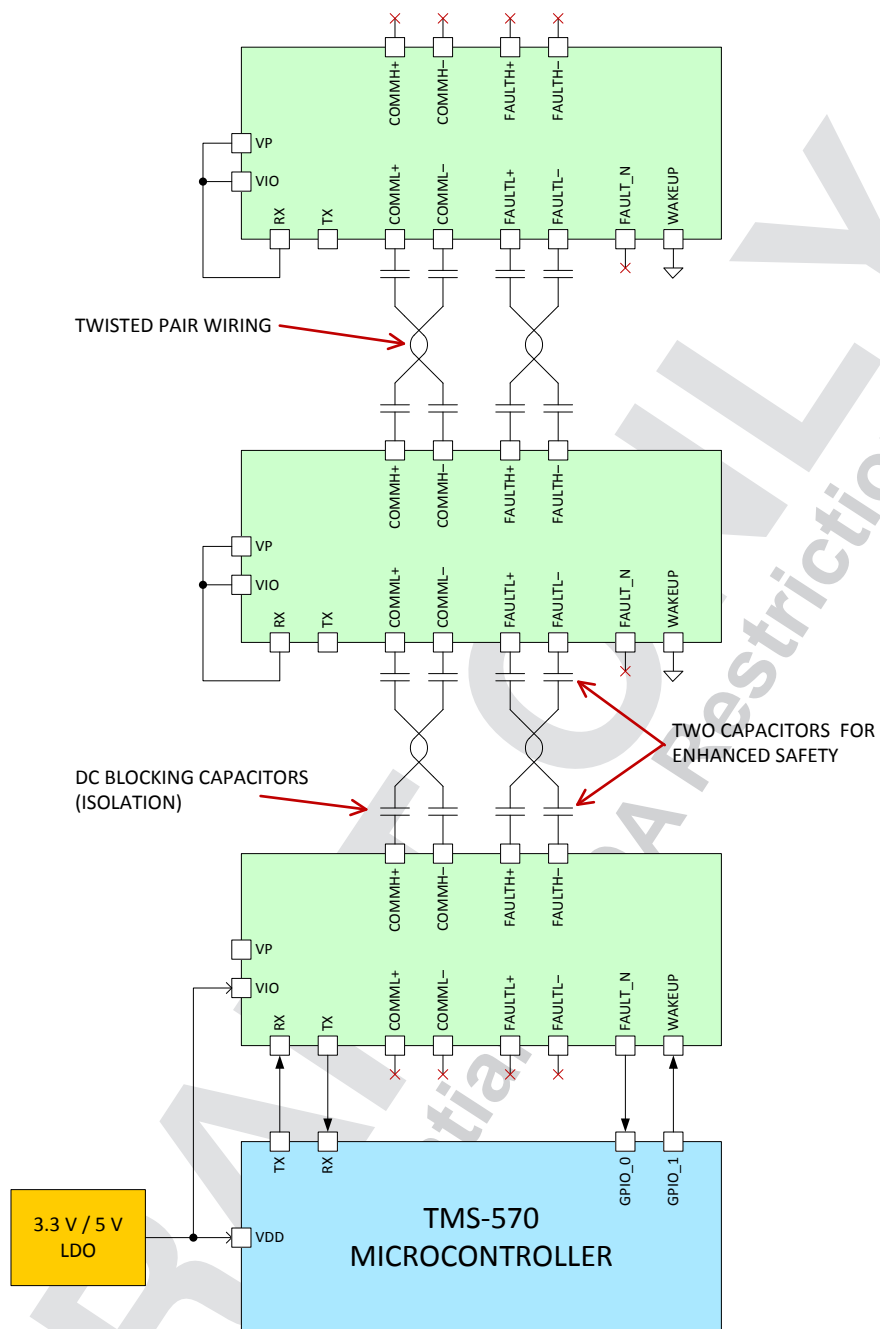 COMMH+
COMMH−
FAULTH+
FAULTH−
VP
VIO
RX
TX
COMML+
COMML−
FAULTL+
FAULTL−
FAULT_N
WAKEUP
TWISTED PAIR WIRING
COMMH+
COMMH−
FAULTH+
FAULTH−
VP
VIO
RX
TX
COMML+
COMML−
FAULTL+
FAULTL−
FAULT_N
WAKEUP
TWO CAPACITORS FOR
ENHANCED SAFETY
DC BLOCKING CAPACITORS
(ISOLATION)
COMMH+
COMMH−
FAULTH+
FAULTH−
VP
VIO
RX
TX
COMML+
COMML−
FAULTL+
FAULTL−
FAULT_N
WAKEUP
TX
RX
GPIO_0
GPIO_1
3.3 V / 5 V
LDO
VDD
TMS-570
MICROCONTROLLER
ONLY